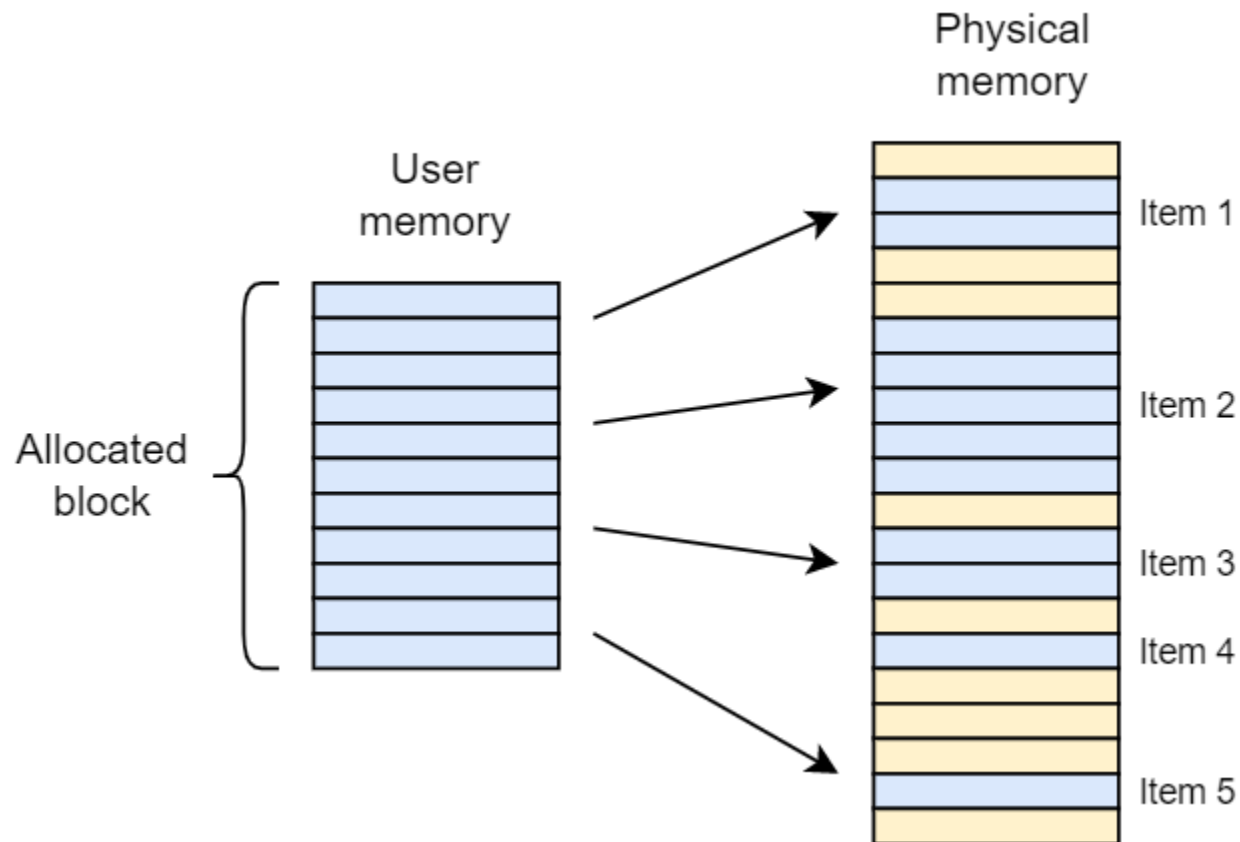 Physical
memory
User
memory
Item 1
Item 2
Allocated
block
Item 3
Item 4
Item 5